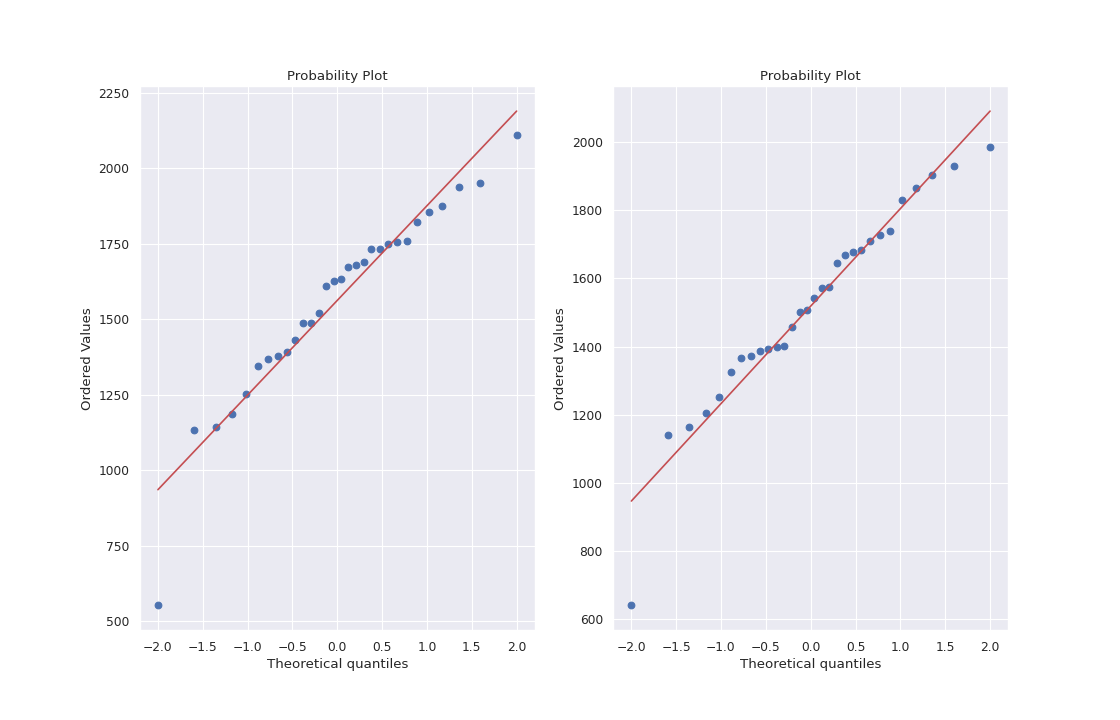 Probability Plot
Ordered Values
2250
2000
1750
1500
1250
1000
750
500
−2.0 −1.5 −1.0 −0.5 0.0 0.5 1.0 1.5 2.0
Theoretical quantiles
Probability Plot
Ordered Values
2000
1800
1600
1400
1200
1000
800
600
−2.0 −1.5 −1.0 −0.5 0.0 0.5 1.0 1.5 2.0
Theoretical quantiles